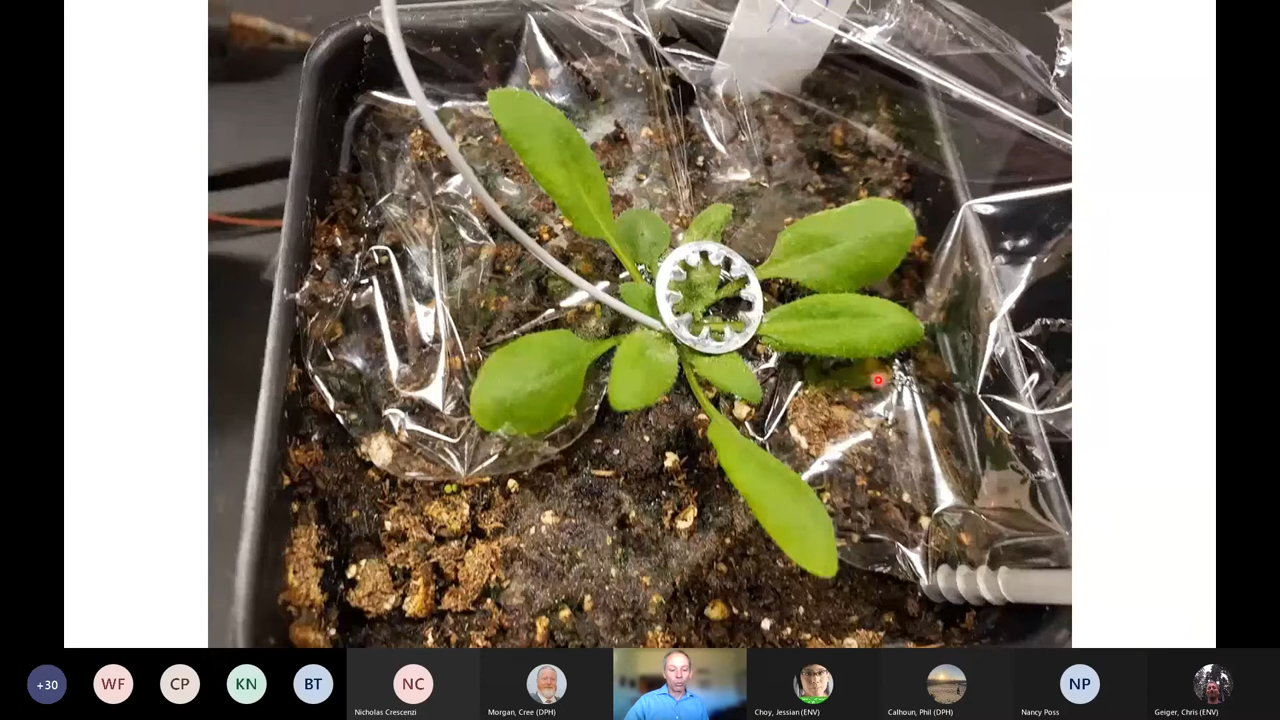 +30
WF
CP
KN
BT
NC
NP
Nicholas Crescenzi
Morgan, Cree (DPH)
Choy, Jessian (ENV)
Calhoun, Phil (DPH)
Nancy Poss
Geiger, Chris (ENV)